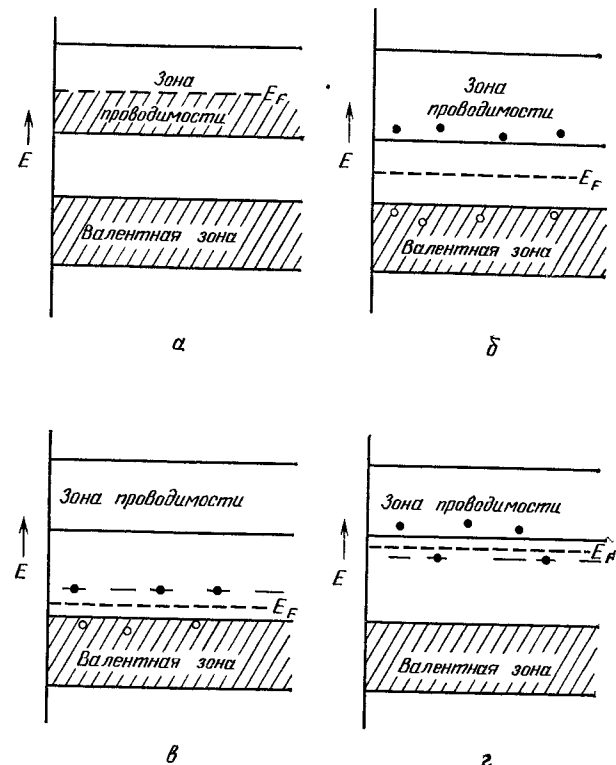 Зона
E_F
проводимости
E
Валентная зона
а
Зона
проводимости
E
E_F
Валентная зона
б
Зона проводимости
E
E_F
Валентная зона
в
Зона проводимости
E_F
E
Валентная зона
г